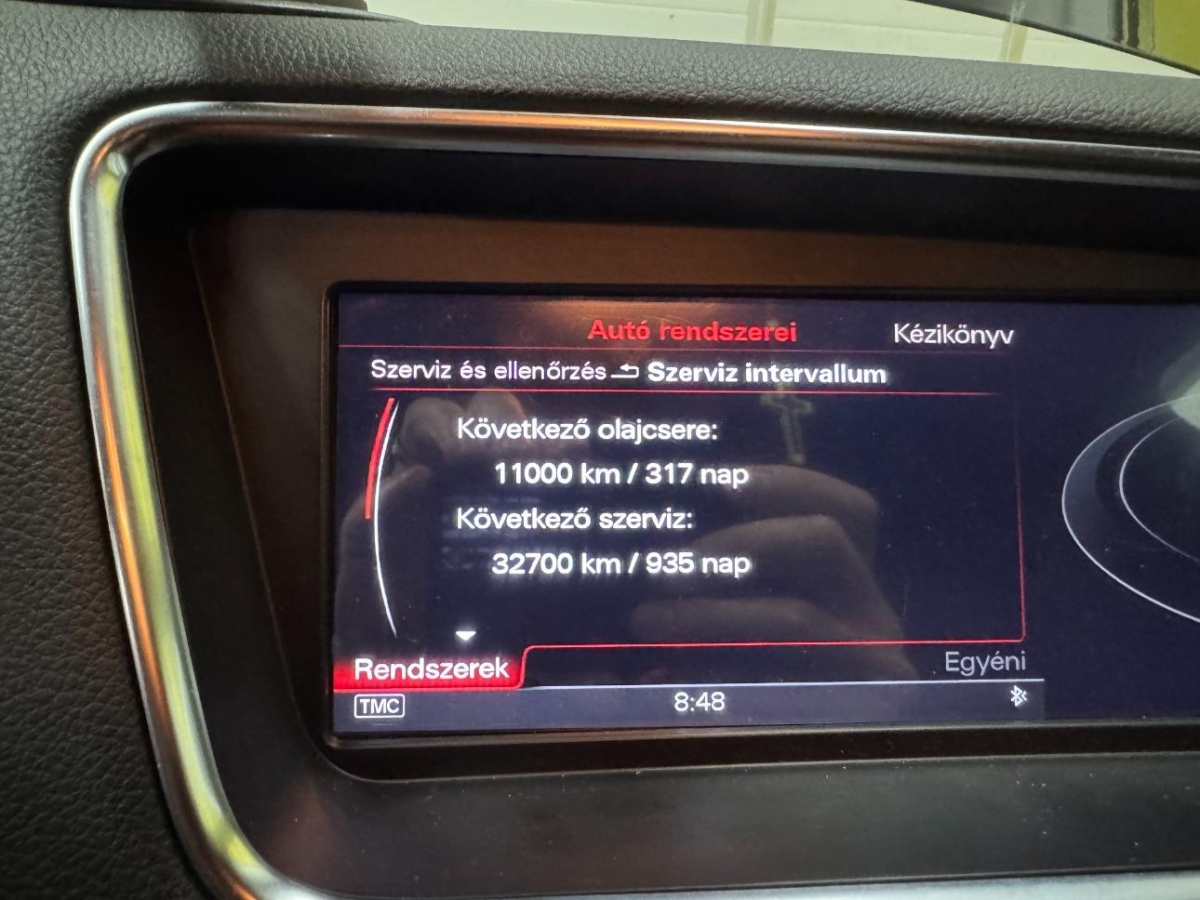 Autó rendszerei Kézikönyv
Szerviz és ellenőrzés Szerviz intervallum
Következő olajcsere:
11000 km / 317 nap
Következő szerviz:
32700 km / 935 nap
Rendszerek Egyéni
TMC 8:48